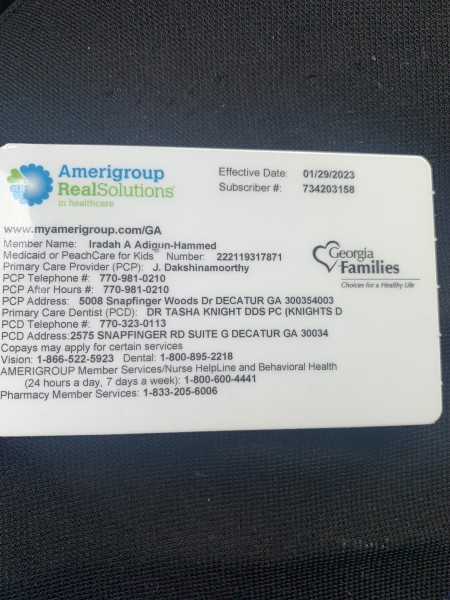 Amerigroup
RealSolutions
in healthcare
Effective Date: 01/29/2023
Subscriber #: 734203158
www.myamerigroup.com/GA
Member Name: Iradah A Adigun-Hammed
Medicaid or PeachCare for Kids® Number: 222119317871
Primary Care Provider (PCP): J. Dakshinamoorthy
PCP Telephone #: 770-981-0210
PCP After Hours #: 770-981-0210
PCP Address: 5008 Snapfinger Woods Dr DECATUR GA 300354003
Primary Care Dentist (PCD): DR TASHA KNIGHT DDS PC (KNIGHTS D
PCD Telephone #: 770-323-0113
PCD Address:2575 SNAPFINGER RD SUITE G DECATUR GA 30034
Copays may apply for certain services
Vision: 1-866-522-5923 Dental: 1-800-895-2218
AMERIGROUP Member Services/Nurse HelpLine and Behavioral Health
(24 hours a day, 7 days a week): 1-800-600-4441
Pharmacy Member Services: 1-833-205-6006
Georgia
Families
Choices for a Healthy Life